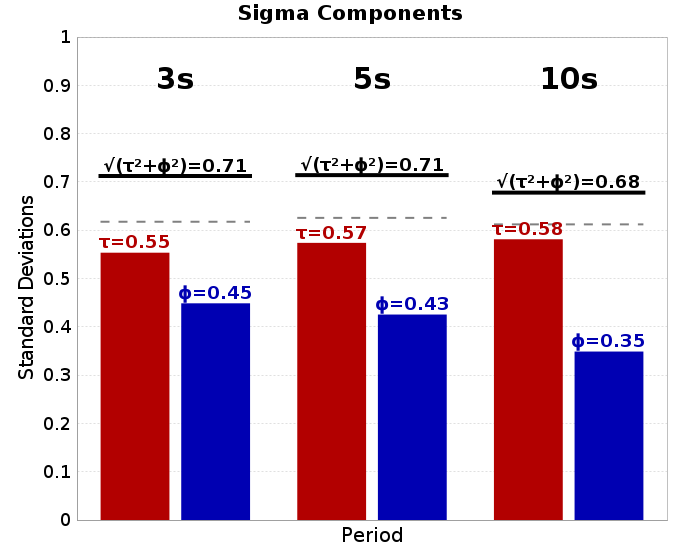 Sigma Components
Standard Deviations
1
0.9
0.8
0.7
0.6
0.5
0.4
0.3
0.2
0.1
0
3s
5s
10s
√(τ²+ϕ²)=0.71
√(τ²+ϕ²)=0.71
√(τ²+ϕ²)=0.68
τ=0.55
ϕ=0.45
τ=0.57
ϕ=0.43
τ=0.58
ϕ=0.35
Period